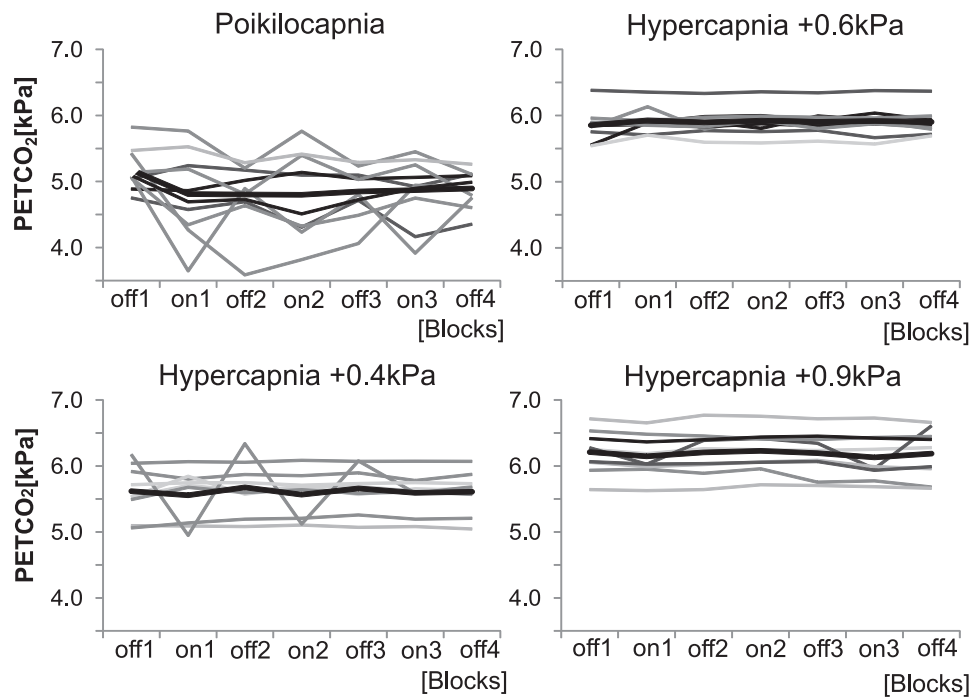 Poikilocapnia
PETCO₂[kPa]
7.0
6.0
5.0
4.0
off1 on1 off2 on2 off3 on3 off4
[Blocks]
Hypercapnia +0.6kPa
7.0
6.0
5.0
4.0
off1 on1 off2 on2 off3 on3 off4
[Blocks]
Hypercapnia +0.4kPa
PETCO₂[kPa]
7.0
6.0
5.0
4.0
off1 on1 off2 on2 off3 on3 off4
[Blocks]
Hypercapnia +0.9kPa
7.0
6.0
5.0
4.0
off1 on1 off2 on2 off3 on3 off4
[Blocks]